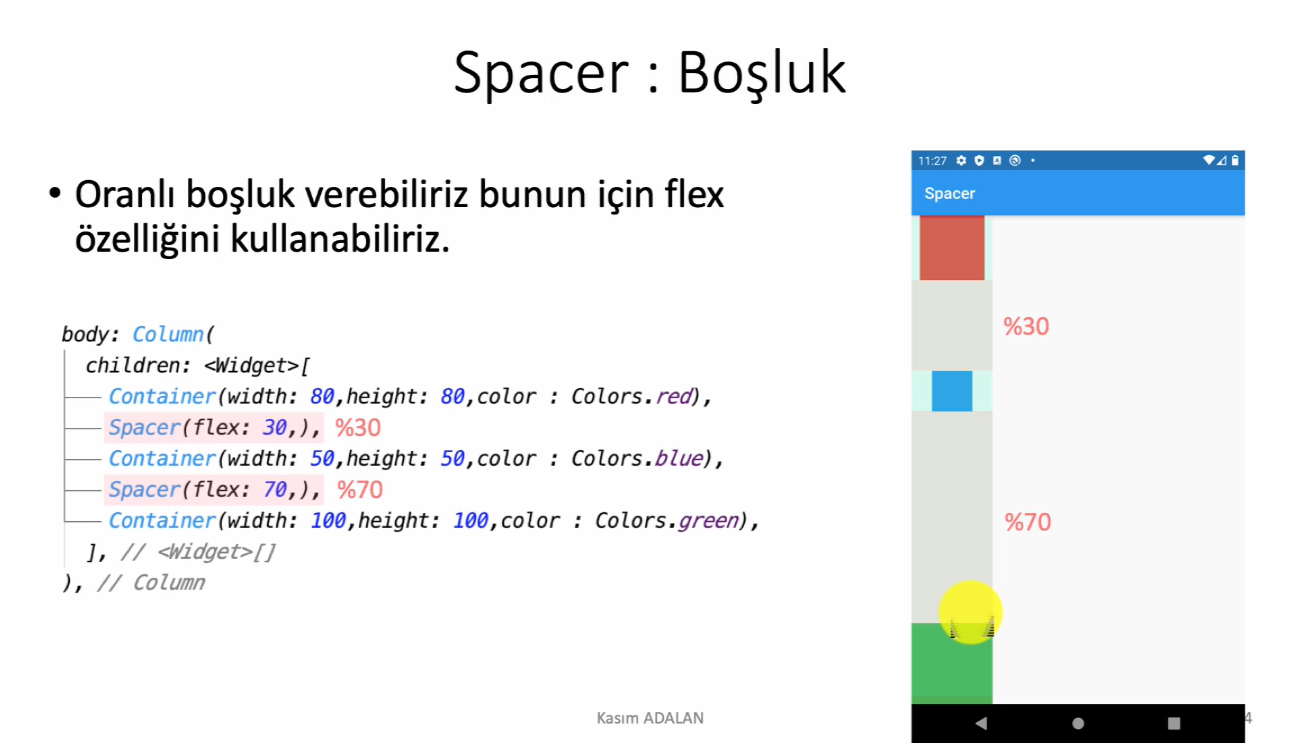 Spacer : Boşluk
• Oranlı boşluk verebiliriz bunun için flex
özelliğini kullanabiliriz.
body: Column(
children: <Widget>[
Container(width: 80,height: 80,color : Colors.red),
Spacer(flex: 30,), %30
Container(width: 50,height: 50,color : Colors.blue),
Spacer(flex: 70,), %70
Container(width: 100,height: 100,color : Colors.green),
], // <Widget>[]
), // Column
11:27
Spacer
%30
%70
Kasım ADALAN
4